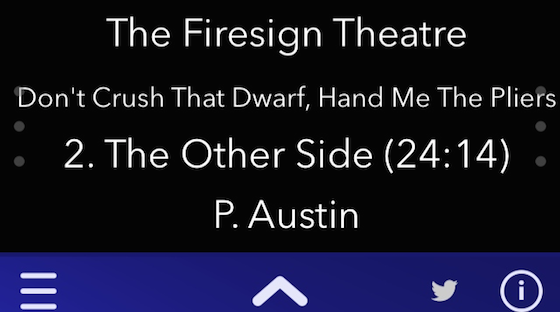 The Firesign Theatre
Don't Crush That Dwarf, Hand Me The Pliers
2. The Other Side (24:14)
P. Austin